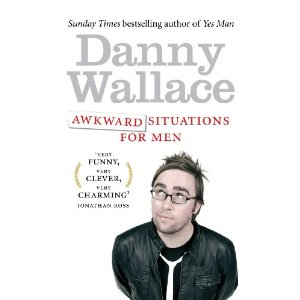 Sunday Times bestselling author of Yes Man
Danny
Wallace
AWKWARD SITUATIONS
FOR MEN
'VERY
FUNNY,
VERY
CLEVER,
VERY
CHARMING'
JONATHAN ROSS